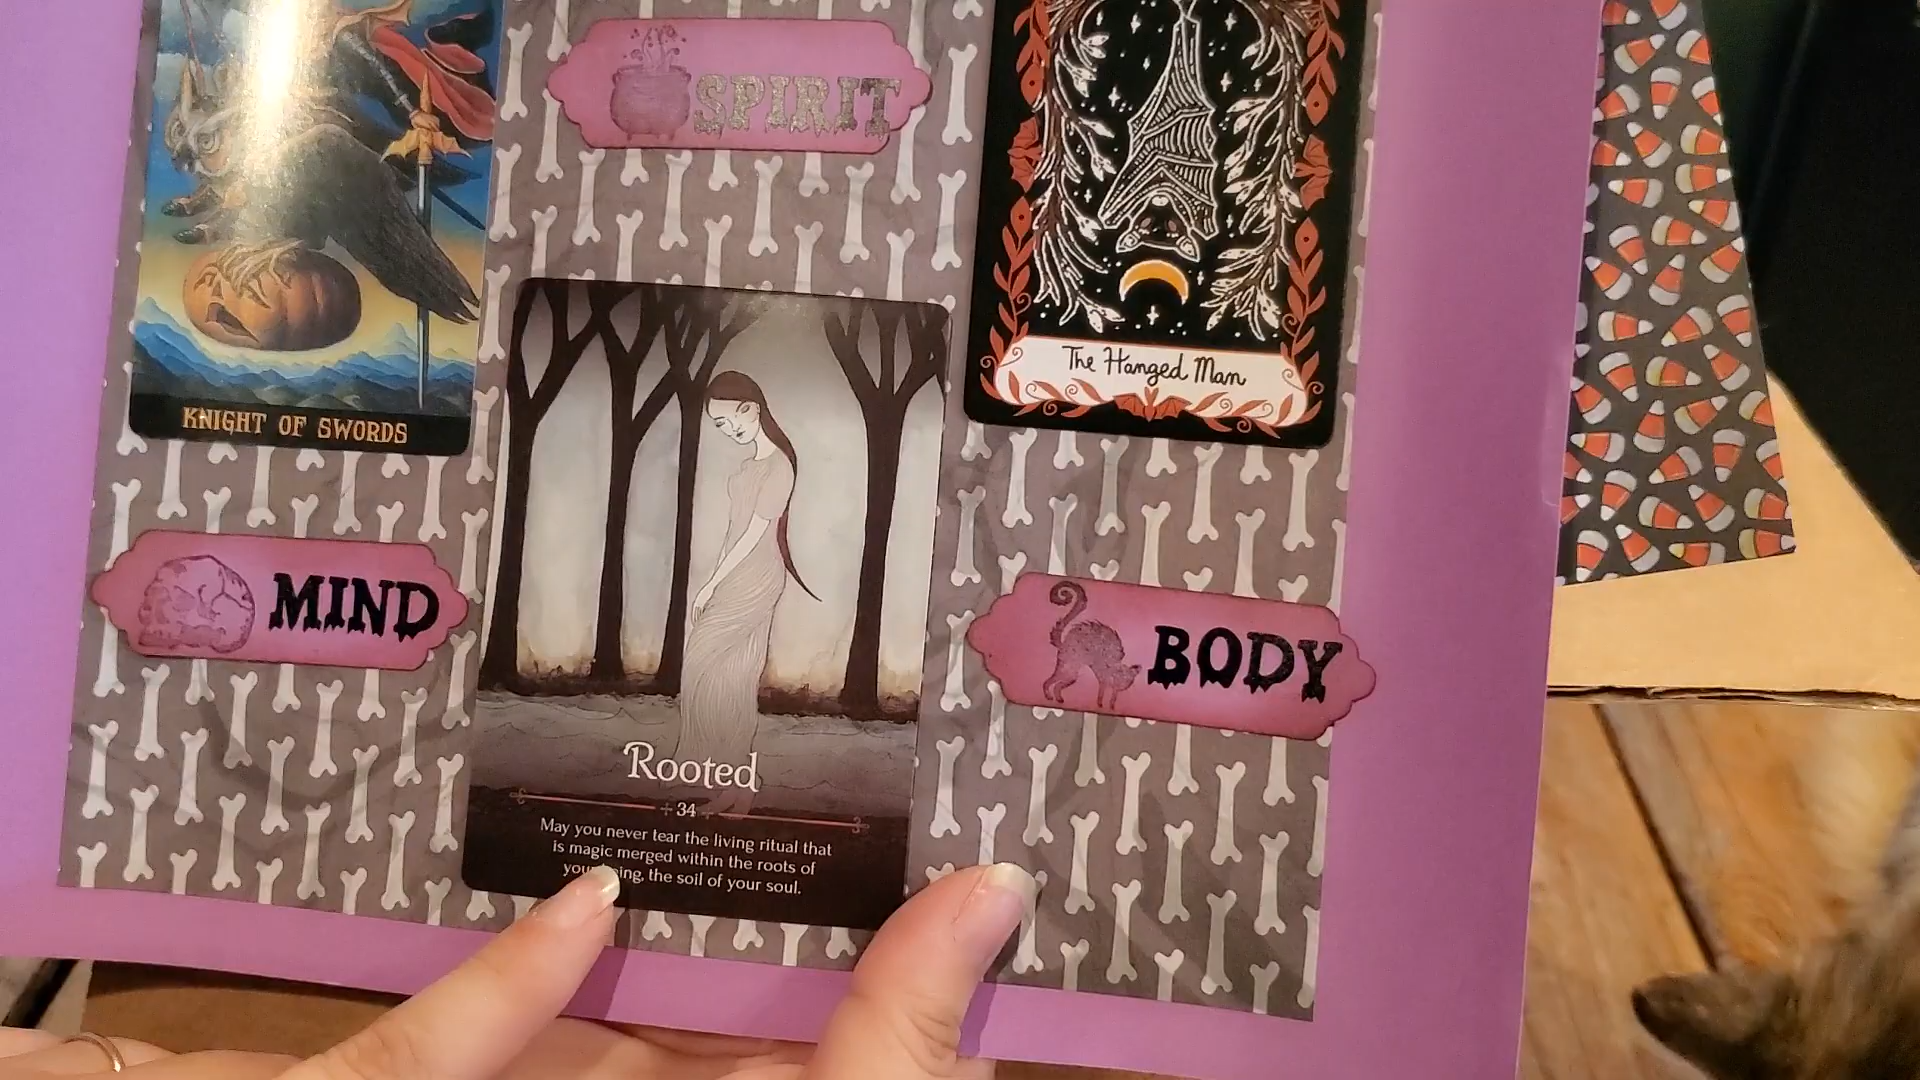 SPIRIT
KNIGHT OF SWORDS
The Hanged Man
MIND
BODY
Rooted
34
May you never tear the living ritual that
is magic merged within the roots of
the soil of your soul.